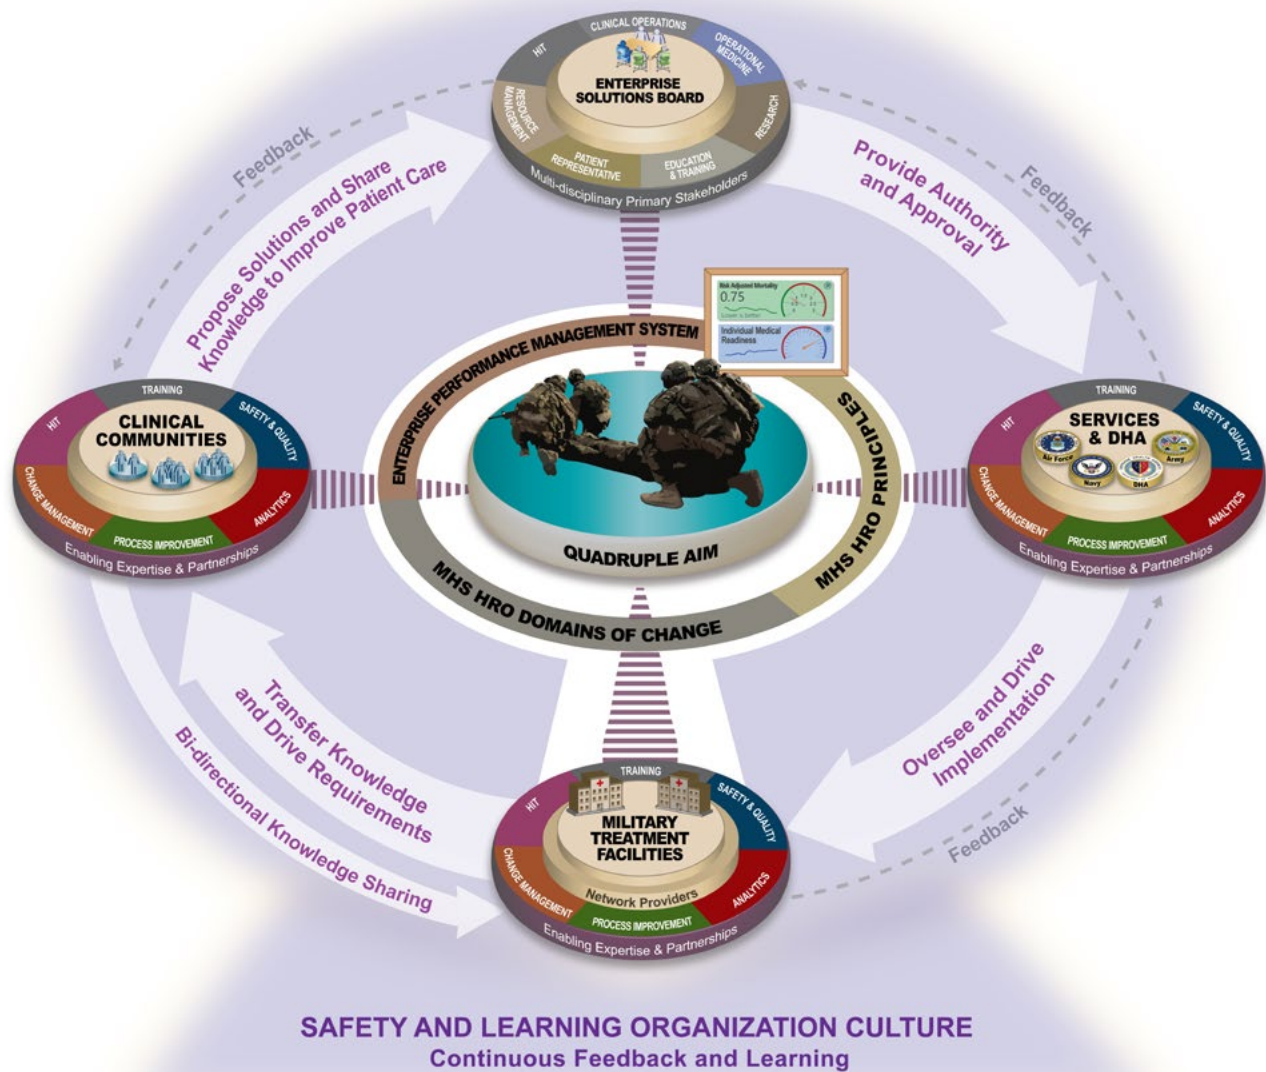 CLINICAL OPERATIONS
HIT
OPERATIONAL
MEDICINE
ENTERPRISE
SOLUTIONS BOARD
RESOURCE
MANAGEMENT
RESEARCH
PATIENT
REPRESENTATIVE
EDUCATION
& TRAINING
Multi-disciplinary Primary Stakeholders
Feedback
Propose Solutions and Share
Knowledge to Improve Patient Care
Provide Authority
and Approval
Feedback
Risk Adjusted Mortality
0.75
Lower is better
Individual Medical
Readiness
ENTERPRISE PERFORMANCE MANAGEMENT SYSTEM
MHS HRO PRINCIPLES
MHS HRO DOMAINS OF CHANGE
QUADRUPLE AIM
TRAINING
HIT
SAFETY & QUALITY
CLINICAL
COMMUNITIES
CHANGE MANAGEMENT
ANALYTICS
PROCESS IMPROVEMENT
Enabling Expertise & Partnerships
TRAINING
HIT
SAFETY & QUALITY
SERVICES
& DHA
Air Force
Army
Navy
DHA
CHANGE MANAGEMENT
ANALYTICS
PROCESS IMPROVEMENT
Enabling Expertise & Partnerships
Transfer Knowledge
and Drive Requirements
Bi-directional Knowledge Sharing
Oversee and Drive
Implementation
Feedback
TRAINING
HIT
SAFETY & QUALITY
MILITARY
TREATMENT
FACILITIES
Network Providers
CHANGE MANAGEMENT
ANALYTICS
PROCESS IMPROVEMENT
Enabling Expertise & Partnerships
SAFETY AND LEARNING ORGANIZATION CULTURE
Continuous Feedback and Learning